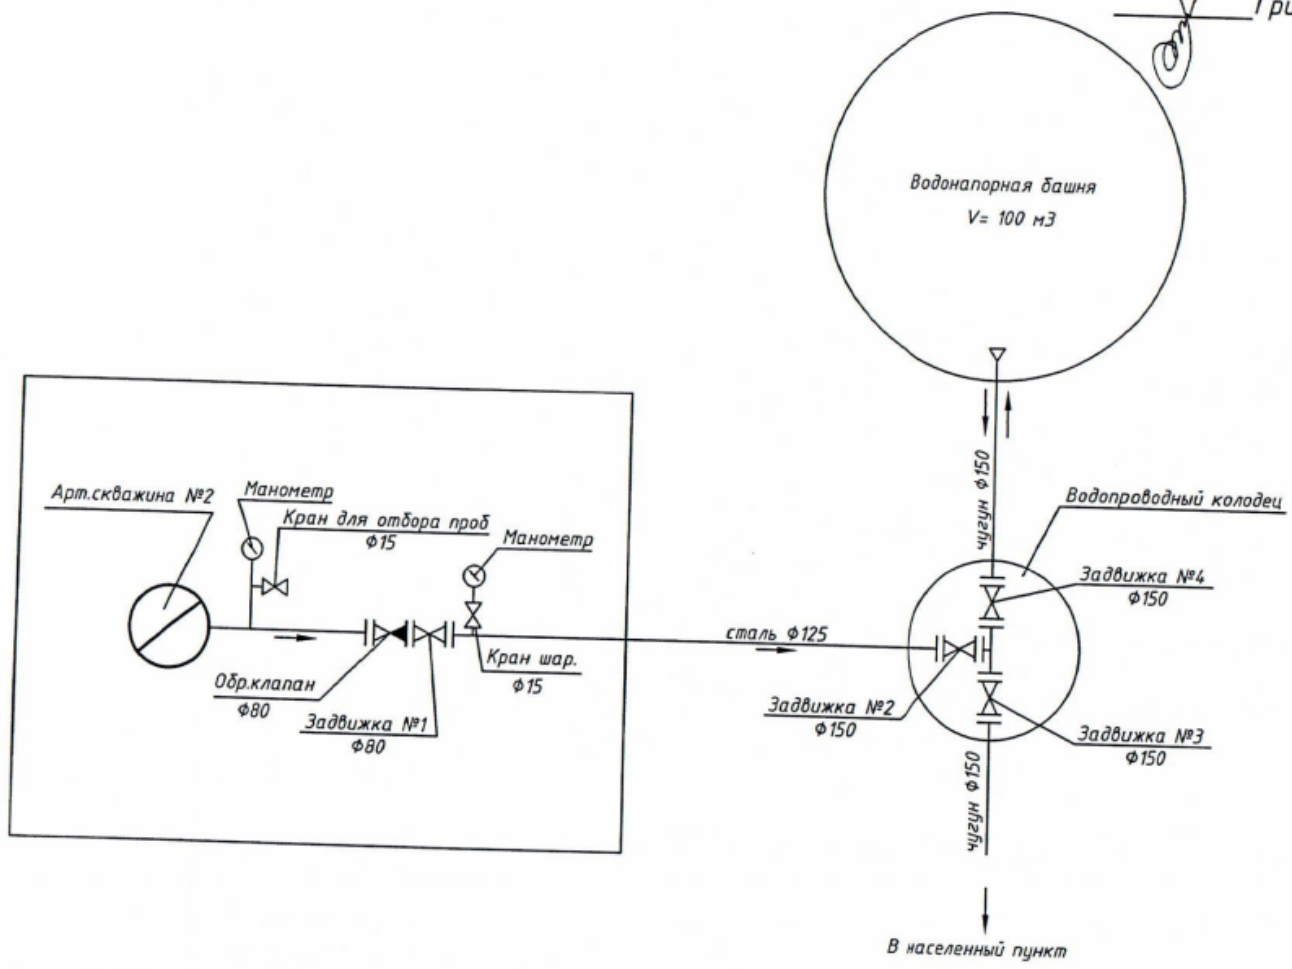 Водонапорная башня
V= 100 м3
Арт.скважина №2
Манометр
Кран для отбора проб
Ф15
Манометр
чугун Ф150
Водопроводный колодец
Задвижка №4
Ф150
сталь Ф125
Кран шар.
Ф15
Обр.клапан
Ф80
Задвижка №1
Ф80
Задвижка №2
Ф150
Задвижка №3
Ф150
чугун Ф150
В населенный пункт